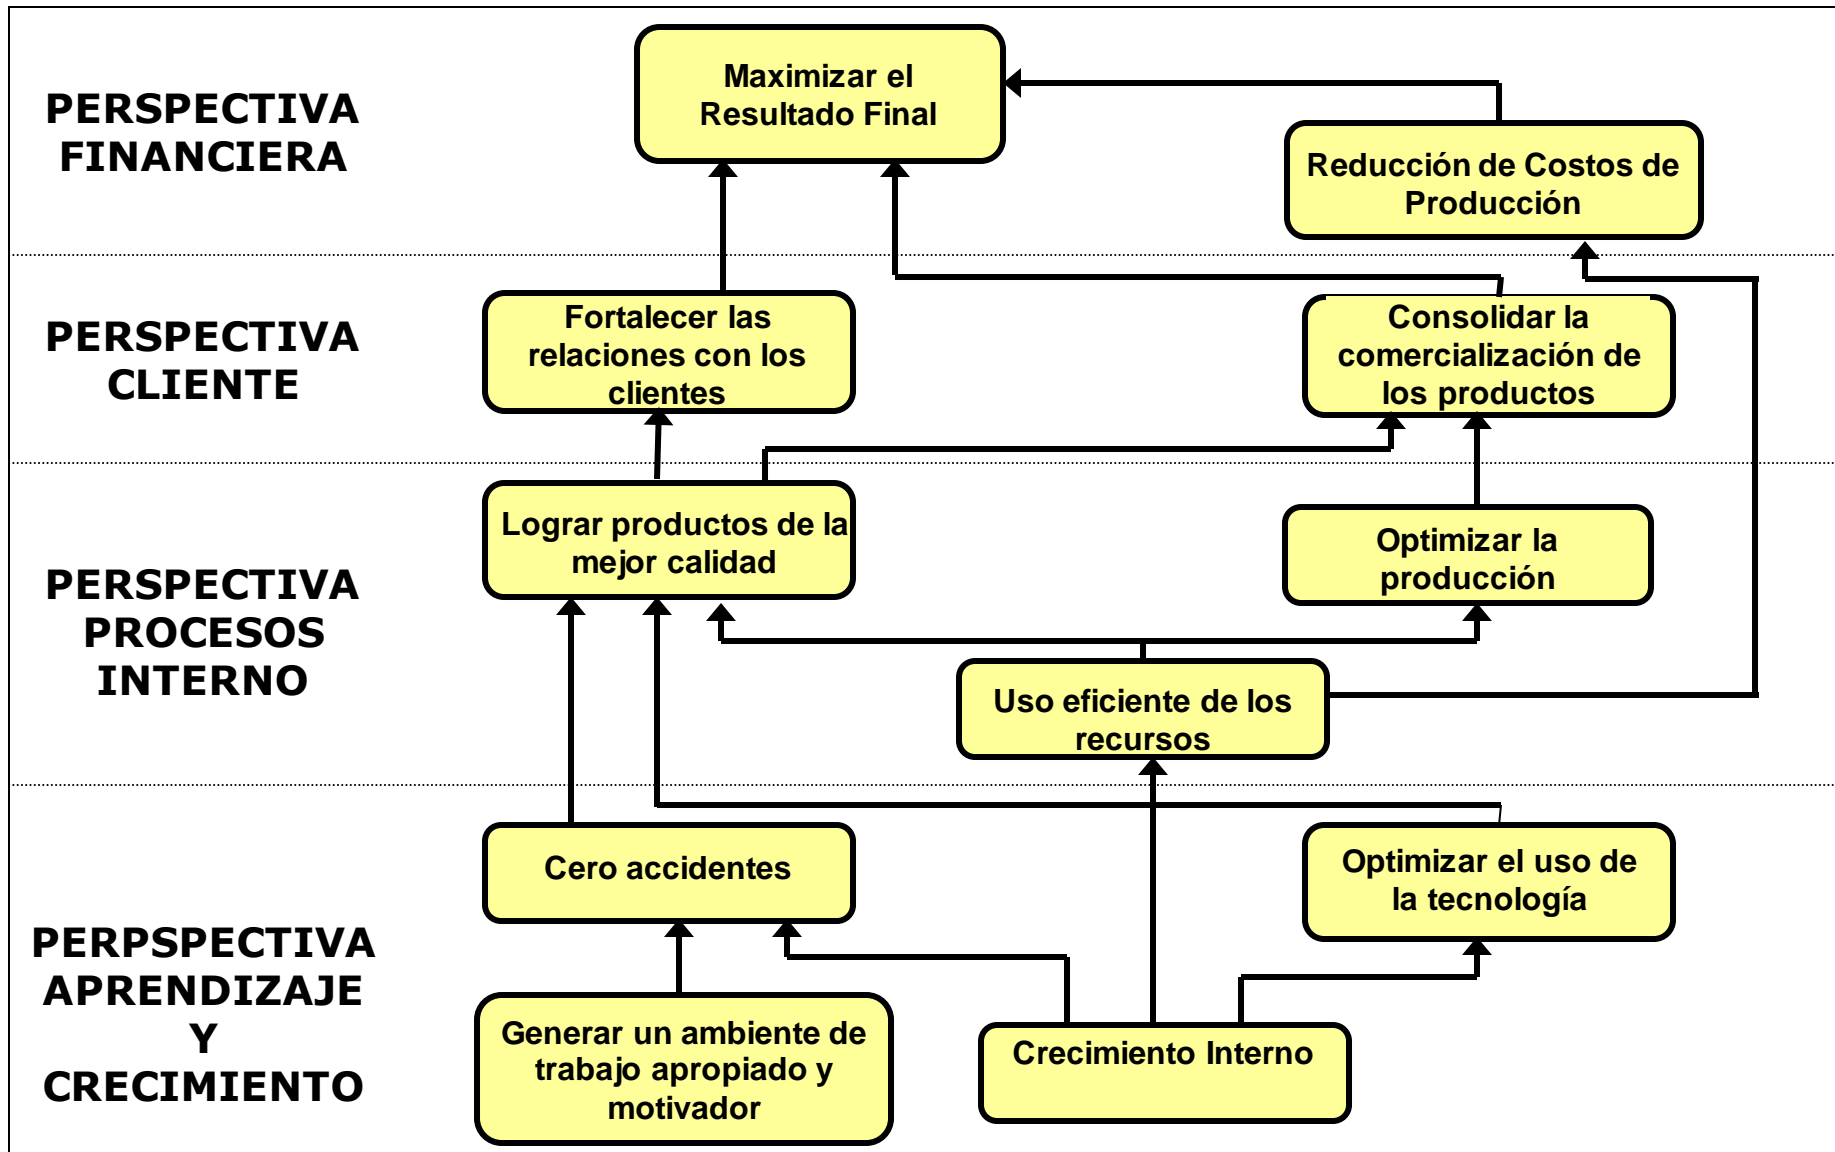 PERSPECTIVA
FINANCIERA
Maximizar el
Resultado Final
Reducción de Costos de
Producción
PERSPECTIVA
CLIENTE
Fortalecer las
relaciones con los
clientes
Consolidar la
comercialización de
los productos
PERSPECTIVA
PROCESOS
INTERNO
Lograr productos de la
mejor calidad
Optimizar la
producción
Uso eficiente de los
recursos
PERPSPECTIVA
APRENDIZAJE
Y
CRECIMIENTO
Cero accidentes
Optimizar el uso de
la tecnología
Generar un ambiente de
trabajo apropiado y
motivador
Crecimiento Interno